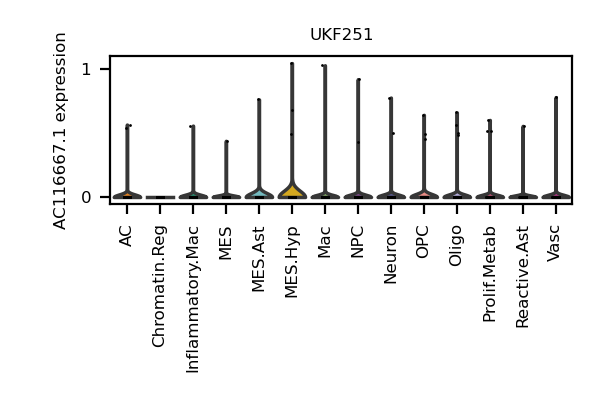 UKF251
AC116667.1 expression
1
0
AC
Chromatin.Reg
Inflammatory.Mac
MES
MES.Ast
MES.Hyp
Mac
NPC
Neuron
OPC
Oligo
Prolif.Metab
Reactive.Ast
Vasc